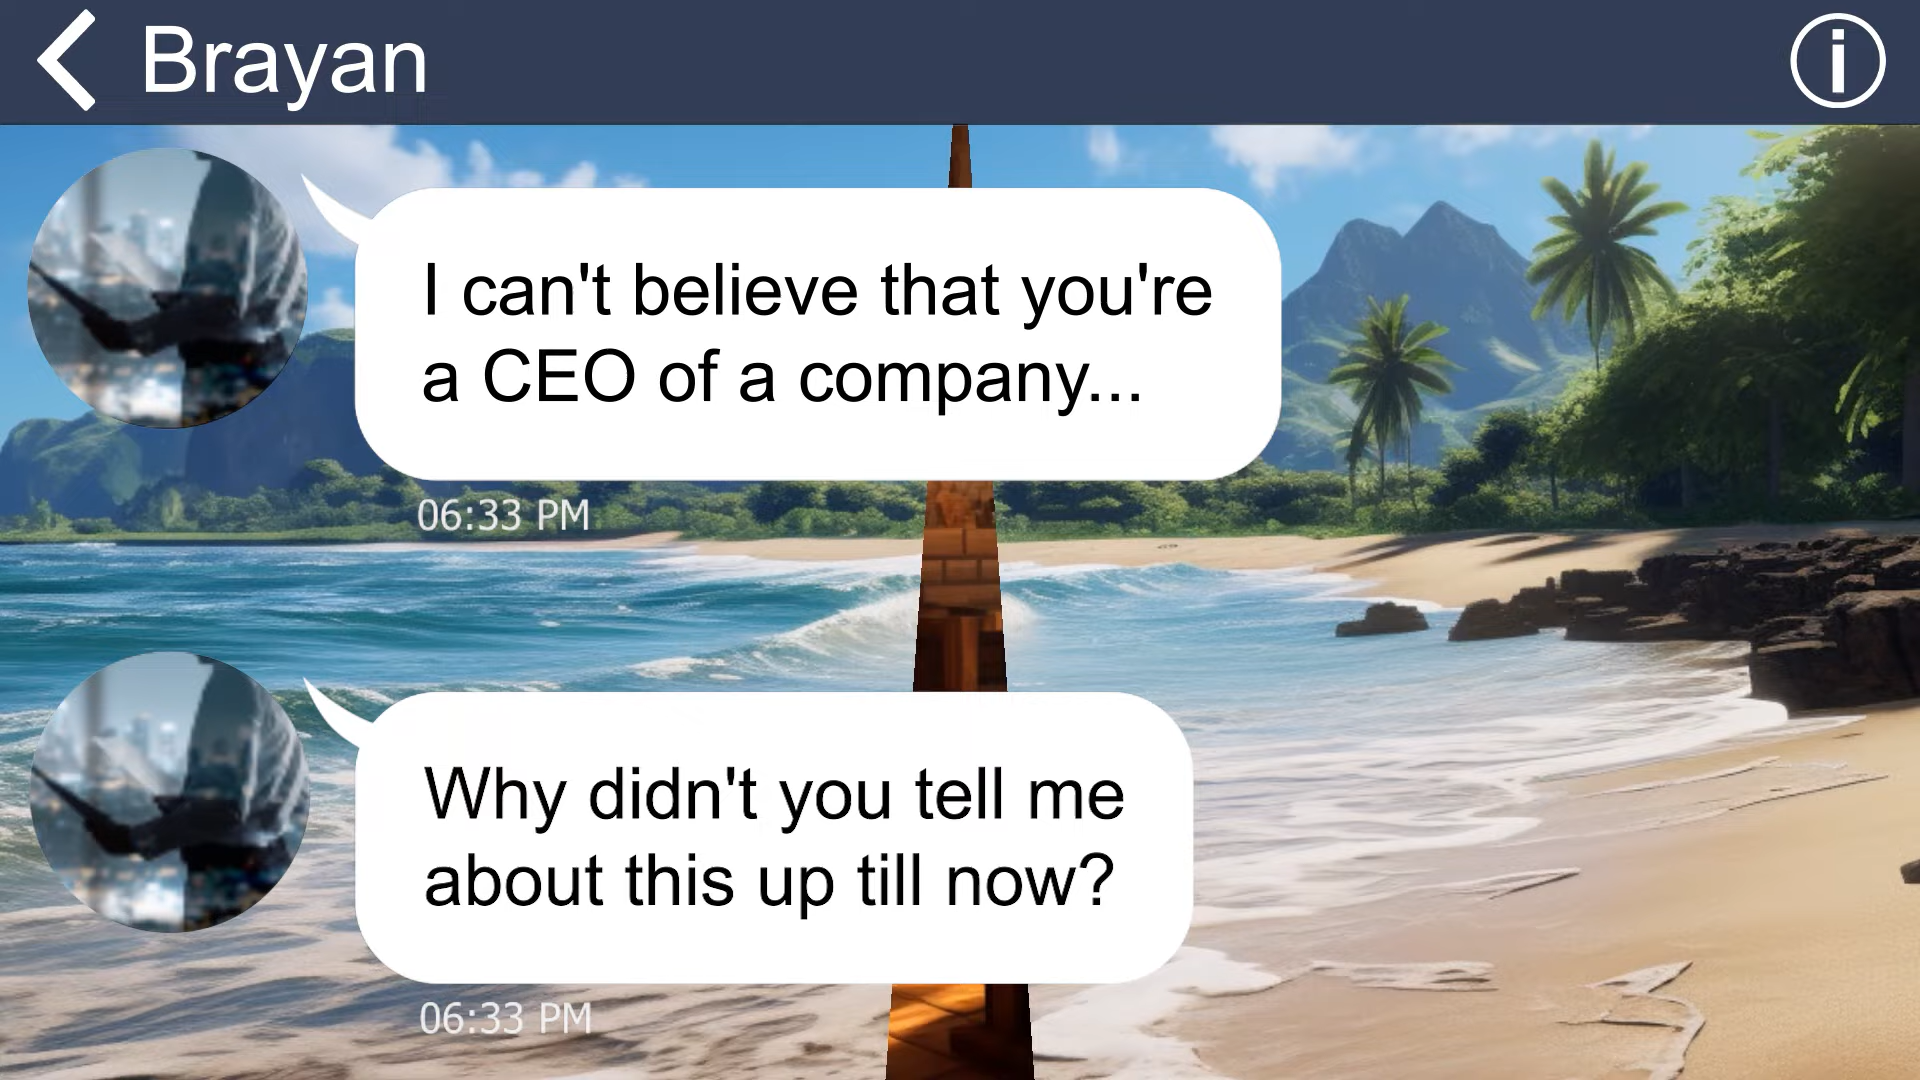 Brayan
I can't believe that you're
a CEO of a company...
06:33 PM
Why didn't you tell me
about this up till now?
06:33 PM